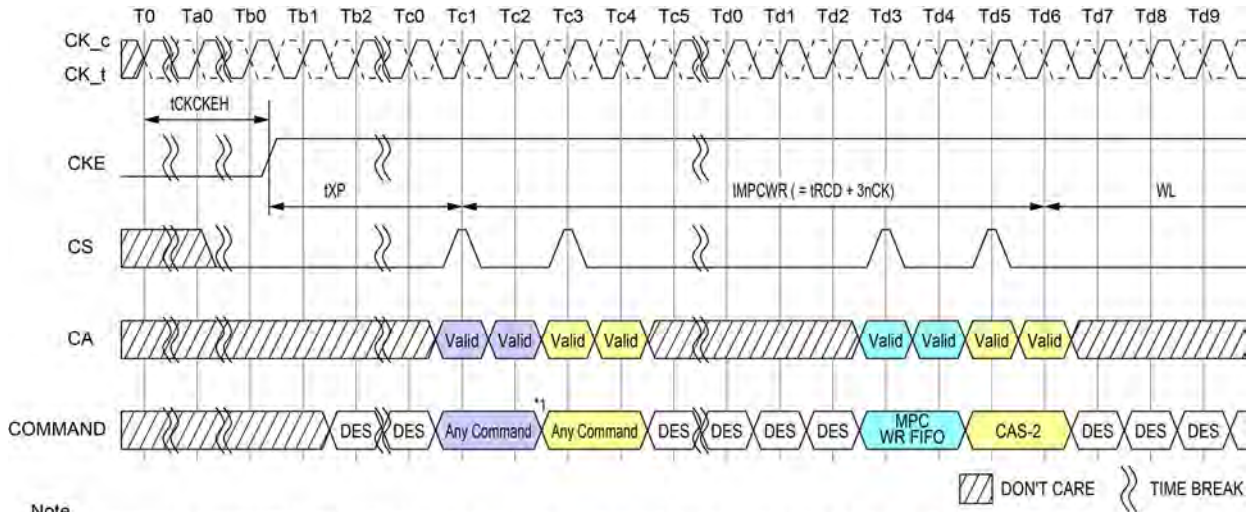 T0 Ta0 Tb0 Tb1 Tb2 Tc0 Tc1 Tc2 Tc3 Tc4 Tc5 Td0 Td1 Td2 Td3 Td4 Td5 Td6 Td7 Td8 Td9
CK_c
CK_t
tCKCKEH
CKE
tXP tMPCWR ( = tRCD + 3nCK) WL
CS
CA Valid Valid Valid Valid Valid Valid Valid Valid
*1
COMMAND DES DES Any Command Any Command DES DES DES DES MPC WR FIFO CAS-2 DES DES DES
DON'T CARE TIME BREAK
Note